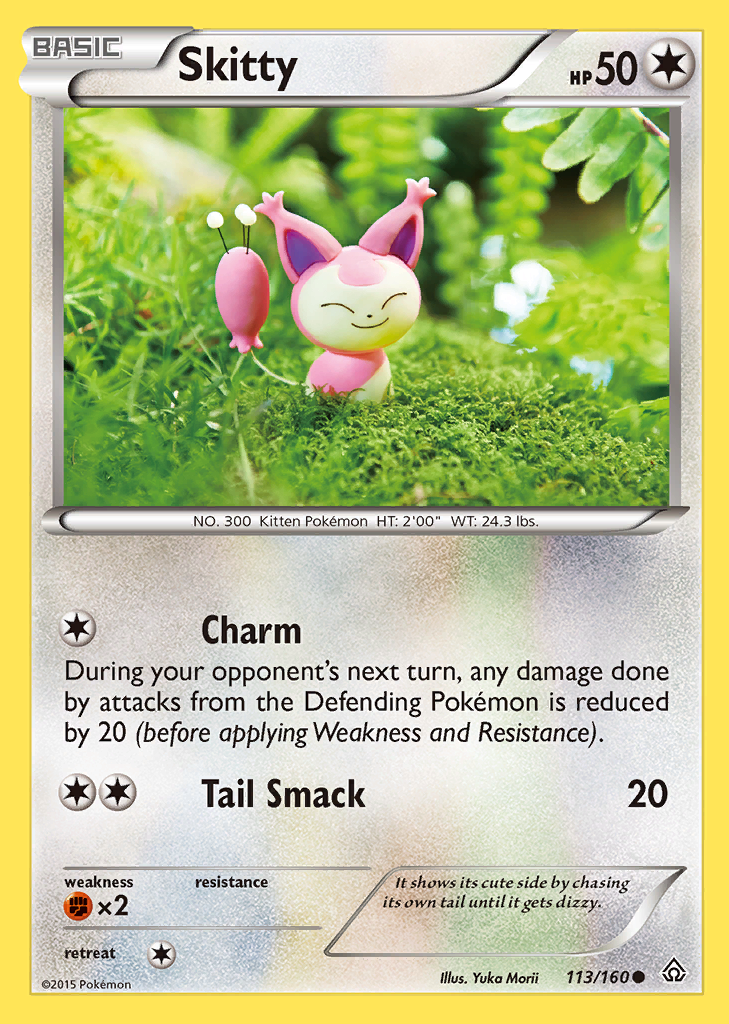 BASIC
Skitty
HP 50
NO. 300 Kitten Pokémon HT: 2'00" WT: 24.3 lbs.
Charm
During your opponent's next turn, any damage done
by attacks from the Defending Pokémon is reduced
by 20 (before applying Weakness and Resistance).
Tail Smack 20
weakness resistance
×2
It shows its cute side by chasing
its own tail until it gets dizzy.
retreat
©2015 Pokémon
Illus. Yuka Morii 113/160